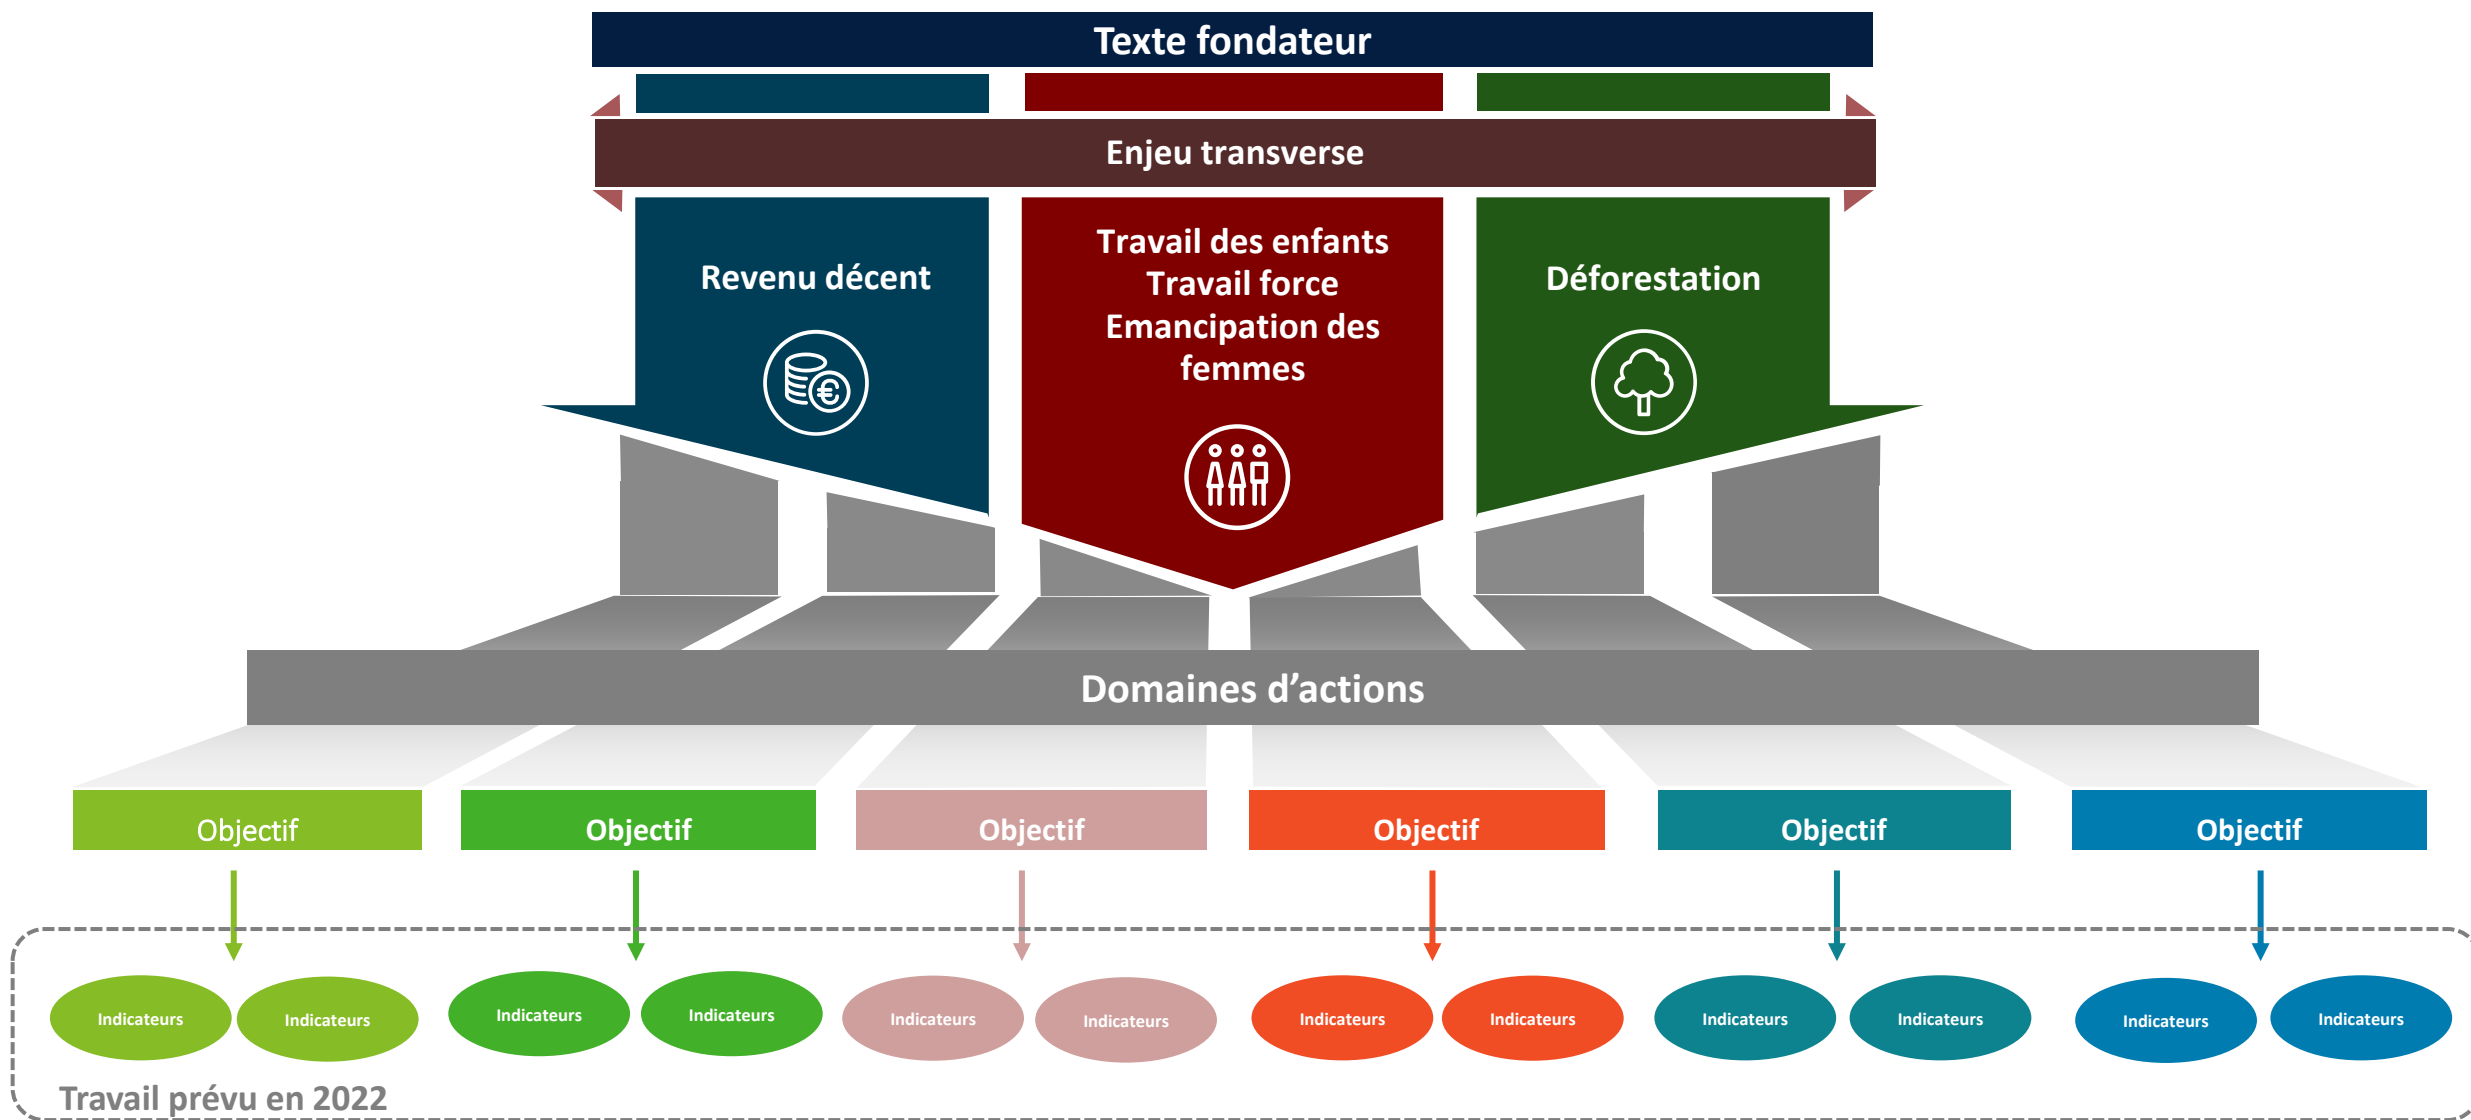 Texte fondateur
Enjeu transverse
Revenu décent
Travail des enfants
Travail force
Emancipation des
femmes
Déforestation
Domaines d’actions
Objectif
Objectif
Objectif
Objectif
Objectif
Objectif
Indicateurs
Indicateurs
Indicateurs
Indicateurs
Indicateurs
Indicateurs
Indicateurs
Indicateurs
Indicateurs
Indicateurs
Indicateurs
Indicateurs
Travail prévu en 2022